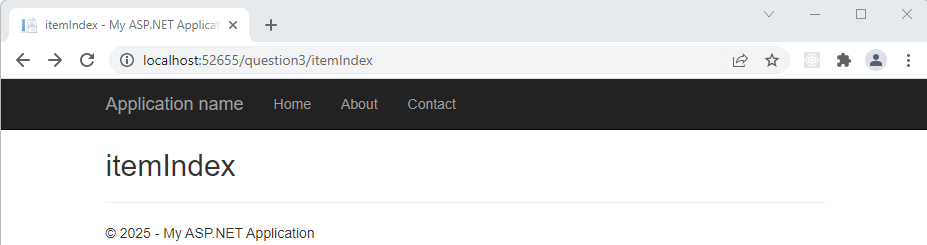 itemIndex - My ASP.NET Applicat
localhost:52655/question3/itemIndex
Application name Home About Contact
itemIndex
© 2025 - My ASP.NET Application